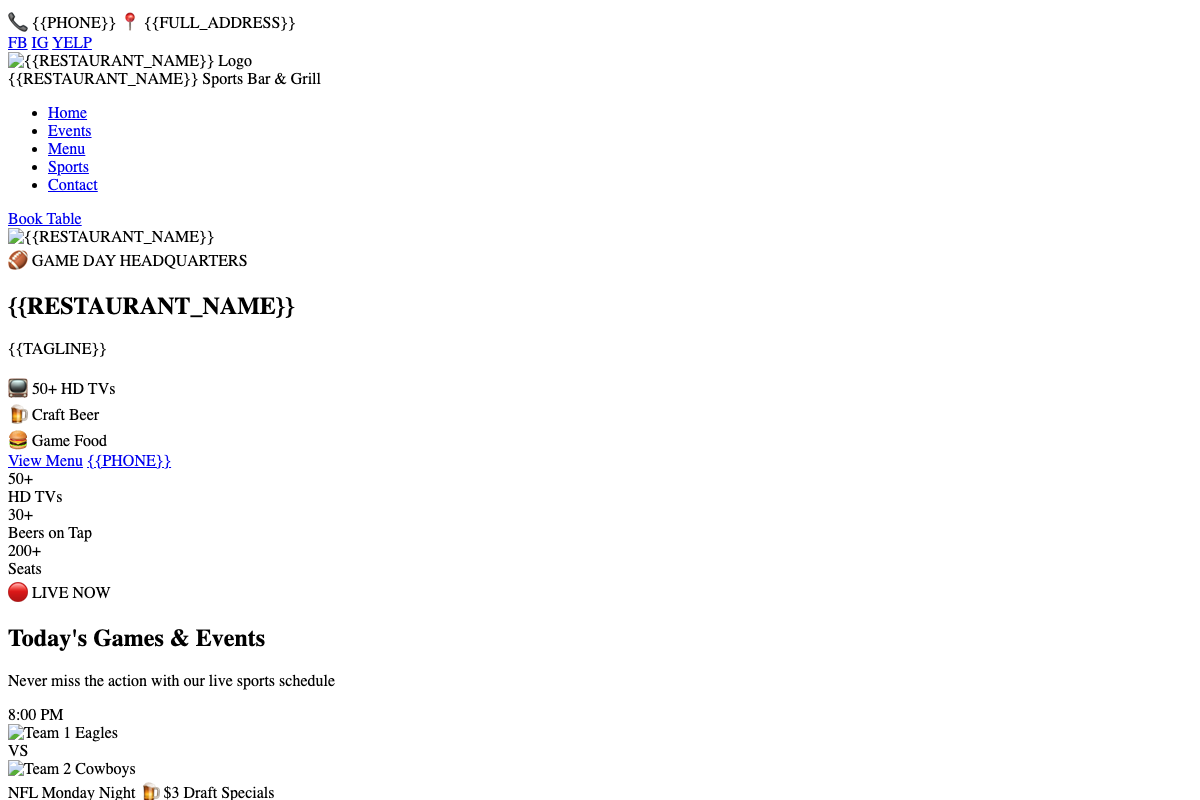 📞 {{PHONE}} 📍 {{FULL_ADDRESS}}
FB IG YELP
{{RESTAURANT_NAME}} Logo
{{RESTAURANT_NAME}} Sports Bar & Grill
Home
Events
Menu
Sports
Contact
Book Table
{{RESTAURANT_NAME}}
🏈 GAME DAY HEADQUARTERS
{{RESTAURANT_NAME}}
{{TAGLINE}}
📺 50+ HD TVs
🍺 Craft Beer
🍔 Game Food
View Menu {{PHONE}}
50+
HD TVs
30+
Beers on Tap
200+
Seats
🔴 LIVE NOW
Today's Games & Events
Never miss the action with our live sports schedule
8:00 PM
Team 1 Eagles
VS
Team 2 Cowboys
NFL Monday Night 🍺 $3 Draft Specials